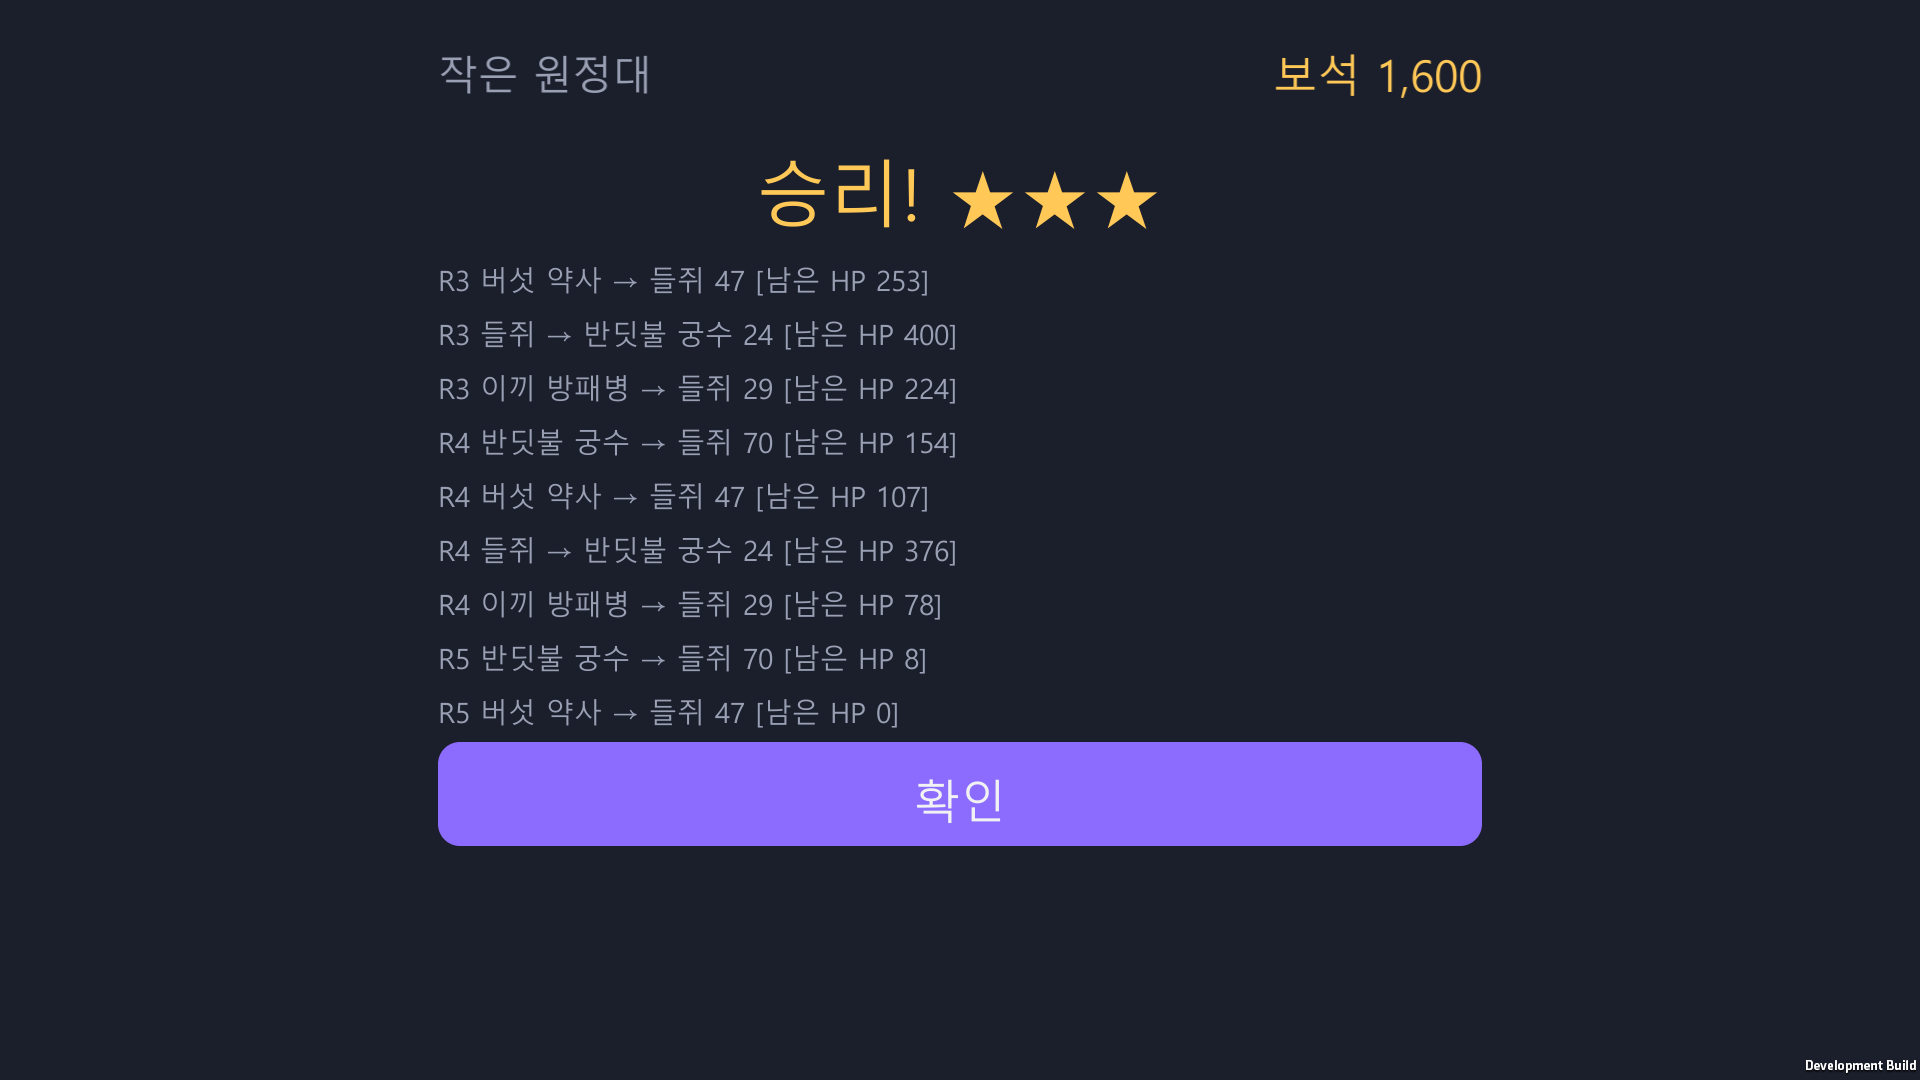 작은 원정대
보석 1,600
승리! ★★★
R3 버섯 약사 → 들쥐 47 [남은 HP 253]
R3 들쥐 → 반딧불 궁수 24 [남은 HP 400]
R3 이끼 방패병 → 들쥐 29 [남은 HP 224]
R4 반딧불 궁수 → 들쥐 70 [남은 HP 154]
R4 버섯 약사 → 들쥐 47 [남은 HP 107]
R4 들쥐 → 반딧불 궁수 24 [남은 HP 376]
R4 이끼 방패병 → 들쥐 29 [남은 HP 78]
R5 반딧불 궁수 → 들쥐 70 [남은 HP 8]
R5 버섯 약사 → 들쥐 47 [남은 HP 0]
확인
Development Build